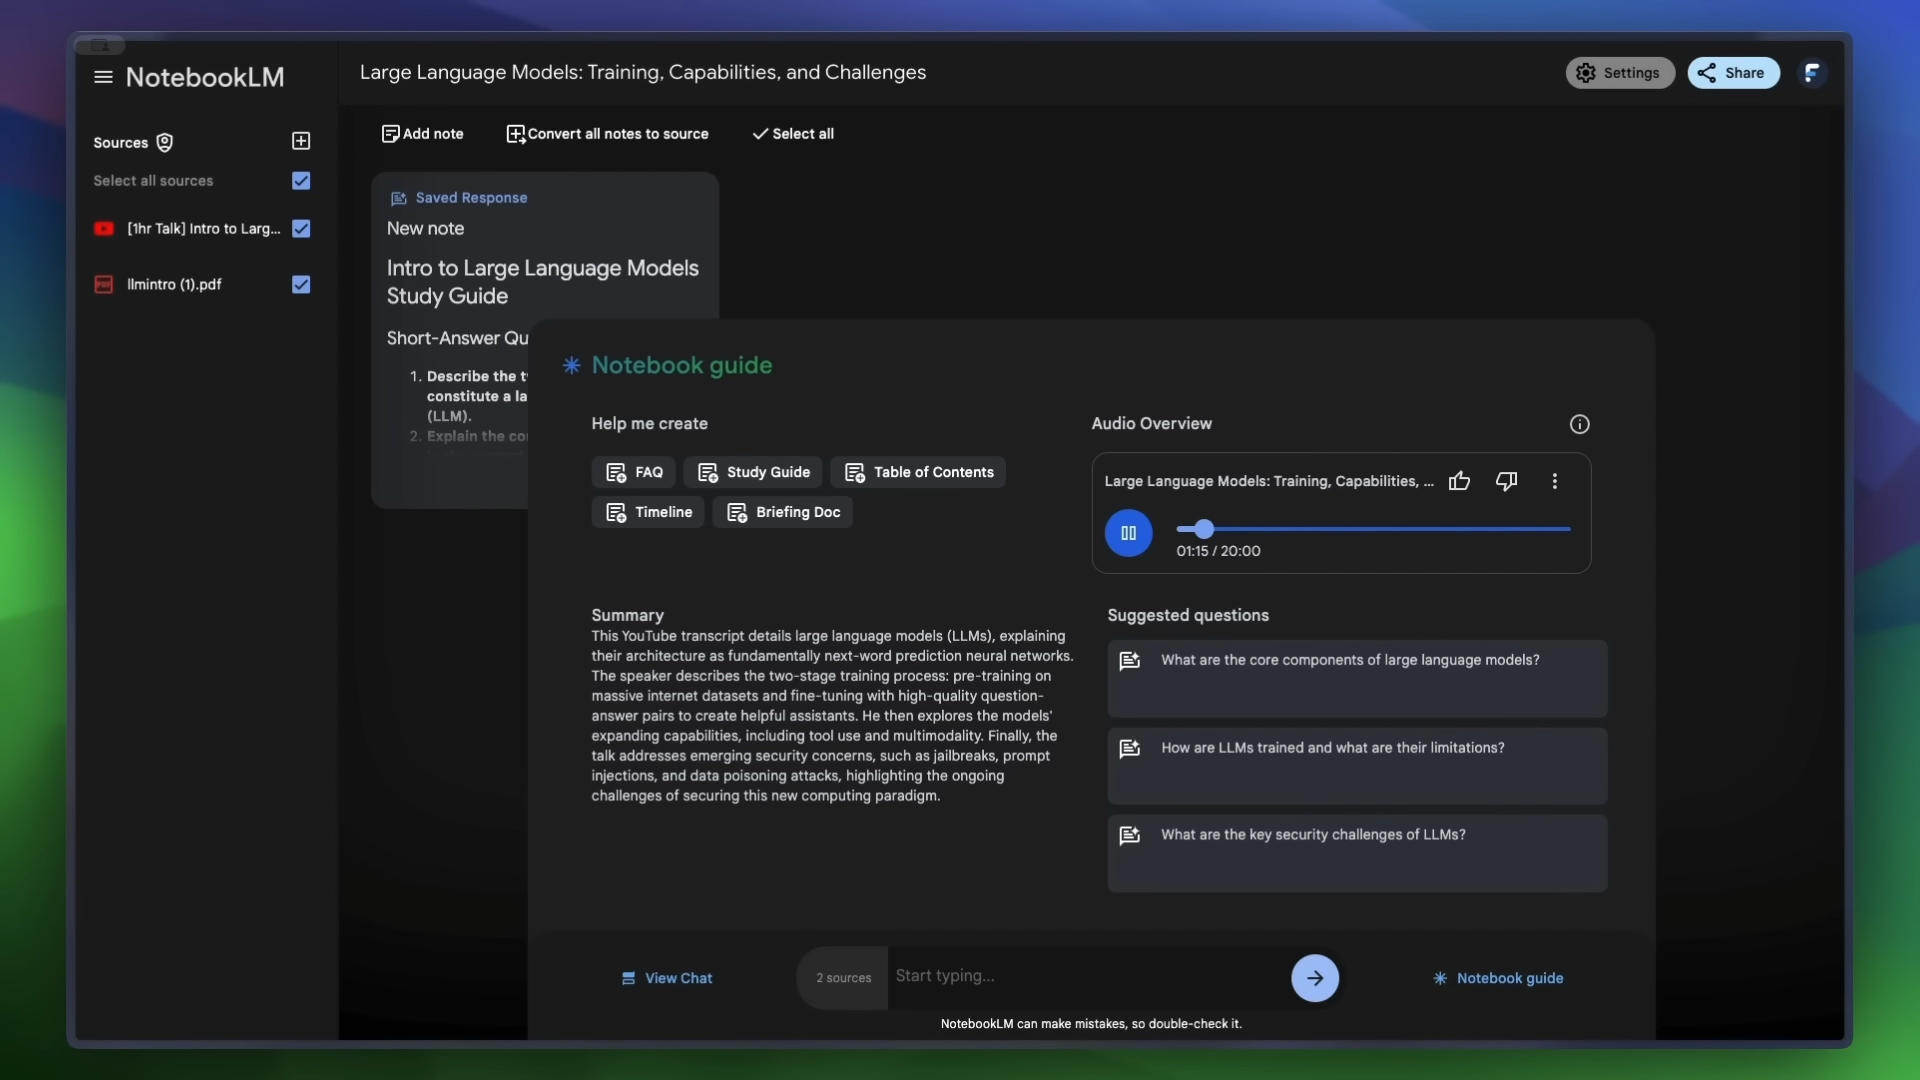 NotebookLM
Large Language Models: Training, Capabilities, and Challenges
Settings
Share
Sources
Select all sources
[1hr Talk] Intro to Larg...
llmintro (1).pdf
Add note
Convert all notes to source
Select all
Saved Response
New note
Intro to Large Language Models
Study Guide
Short-Answer Qu
1. Describe the t
constitute a la
(LLM).
2. Explain the co
Notebook guide
Help me create
FAQ
Study Guide
Table of Contents
Timeline
Briefing Doc
Audio Overview
Large Language Models: Training, Capabilities, ...
01:15 / 20:00
Summary
This YouTube transcript details large language models (LLMs), explaining
their architecture as fundamentally next-word prediction neural networks.
The speaker describes the two-stage training process: pre-training on
massive internet datasets and fine-tuning with high-quality question-
answer pairs to create helpful assistants. He then explores the models'
expanding capabilities, including tool use and multimodality. Finally, the
talk addresses emerging security concerns, such as jailbreaks, prompt
injections, and data poisoning attacks, highlighting the ongoing
challenges of securing this new computing paradigm.
Suggested questions
What are the core components of large language models?
How are LLMs trained and what are their limitations?
What are the key security challenges of LLMs?
View Chat
2 sources
Start typing...
Notebook guide
NotebookLM can make mistakes, so double-check it.